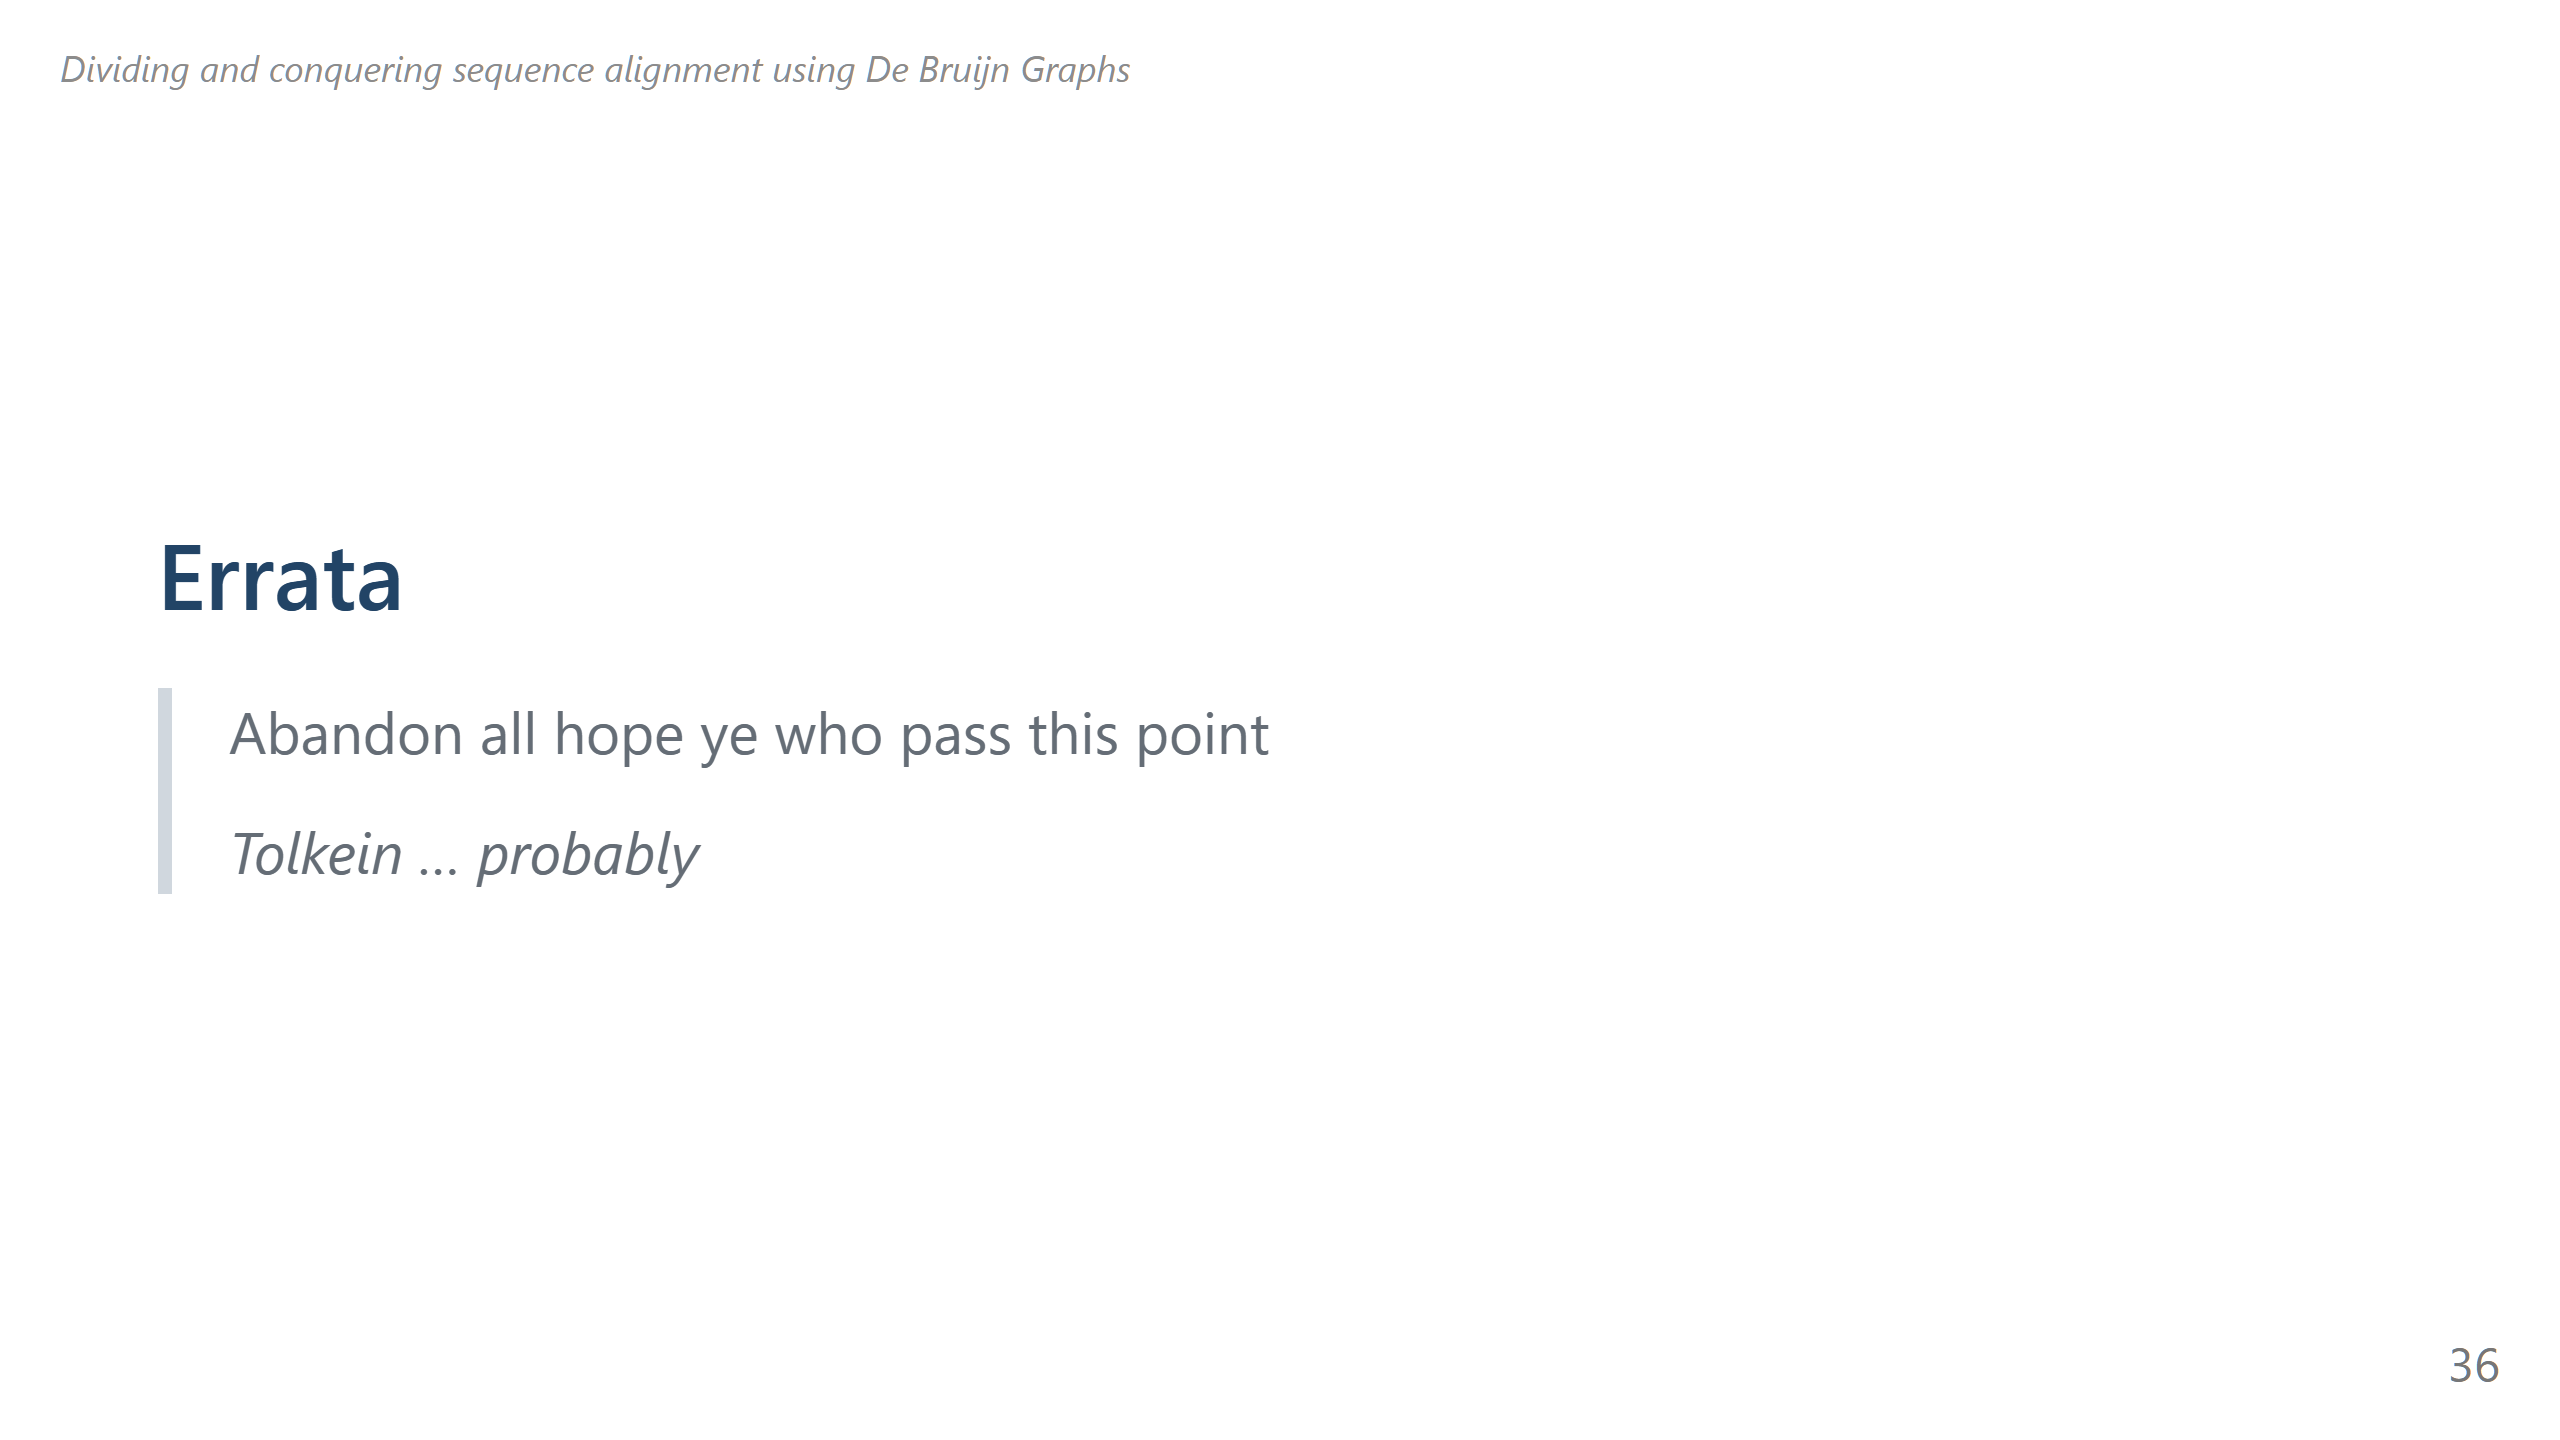 Dividing and conquering sequence alignment using De Bruijn Graphs
Errata
Abandon all hope ye who pass this point
Tolkein ... probably
36